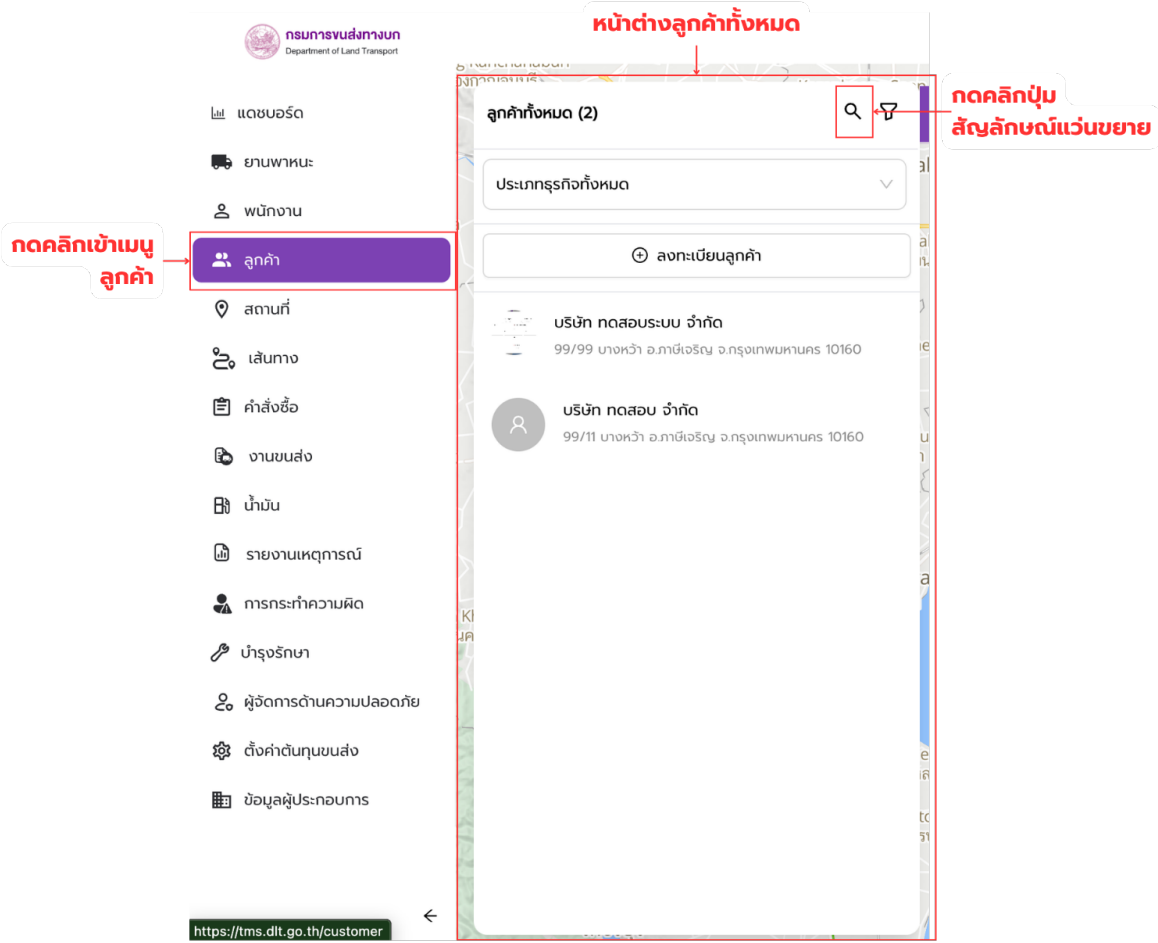 หน้าต่างลูกค้าทั้งหมด
กรมการขนส่งทางบก
Department of Land Transport
กดคลิกปุ่ม
สัญลักษณ์แว่นขยาย
ลูกค้าทั้งหมด (2)
แดชบอร์ด
ยานพาหนะ
ประเภทธุรกิจทั้งหมด
พนักงาน
กดคลิกเข้าเมนู
ลูกค้า
ลูกค้า
ลงทะเบียนลูกค้า
สถานที่
บริษัท ทดสอบระบบ จำกัด
99/99 บางหว้า อ.ภาษีเจริญ จ.กรุงเทพมหานคร 10160
เส้นทาง
คำสั่งซื้อ
บริษัท ทดสอบ จำกัด
99/11 บางหว้า อ.ภาษีเจริญ จ.กรุงเทพมหานคร 10160
งานขนส่ง
น้ำมัน
รายงานเหตุการณ์
การกระทำความผิด
บำรุงรักษา
ผู้จัดการด้านความปลอดภัย
ตั้งค่าต้นทุนขนส่ง
ข้อมูลผู้ประกอบการ
https://tms.dlt.go.th/customer